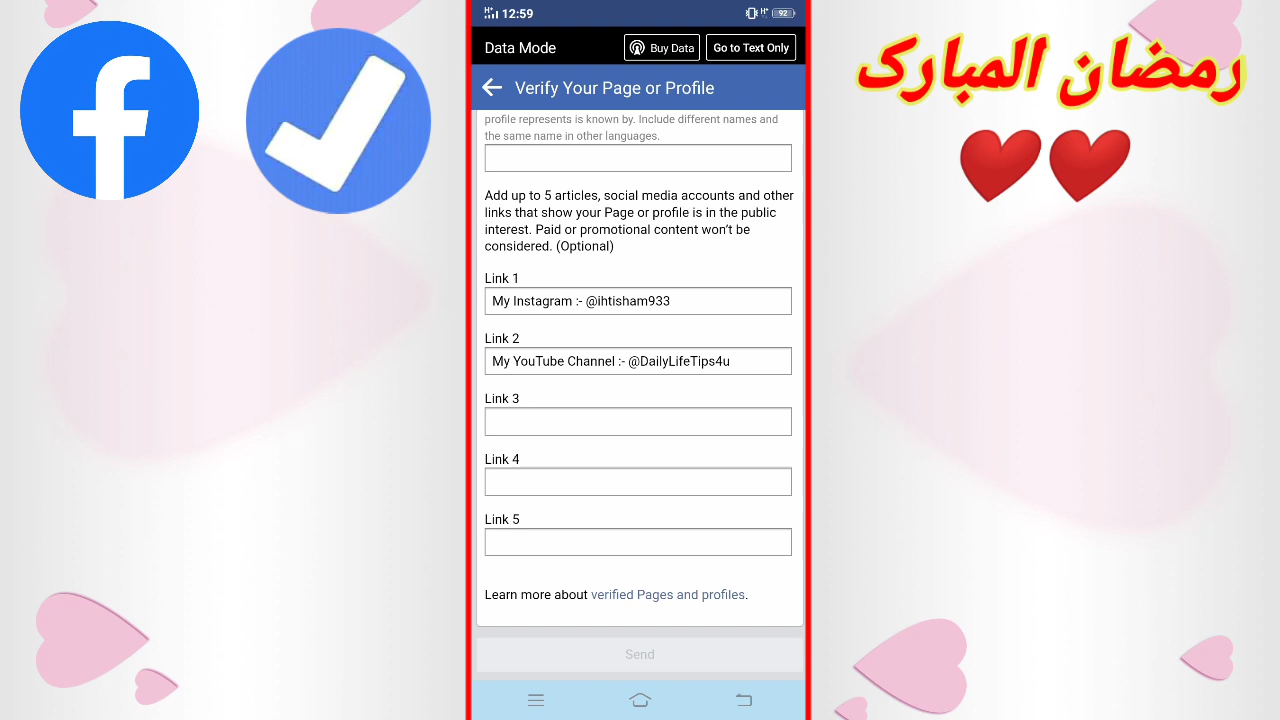 H+ 12:59 H+ 92
Data Mode Buy Data Go to Text Only
Verify Your Page or Profile
profile represents is known by. Include different names and
the same name in other languages.
Add up to 5 articles, social media accounts and other
links that show your Page or profile is in the public
interest. Paid or promotional content won’t be
considered. (Optional)
Link 1
My Instagram :- @ihtisham933
Link 2
My YouTube Channel :- @DailyLifeTips4u
Link 3
Link 4
Link 5
Learn more about verified Pages and profiles.
Send
رمضان المبارک